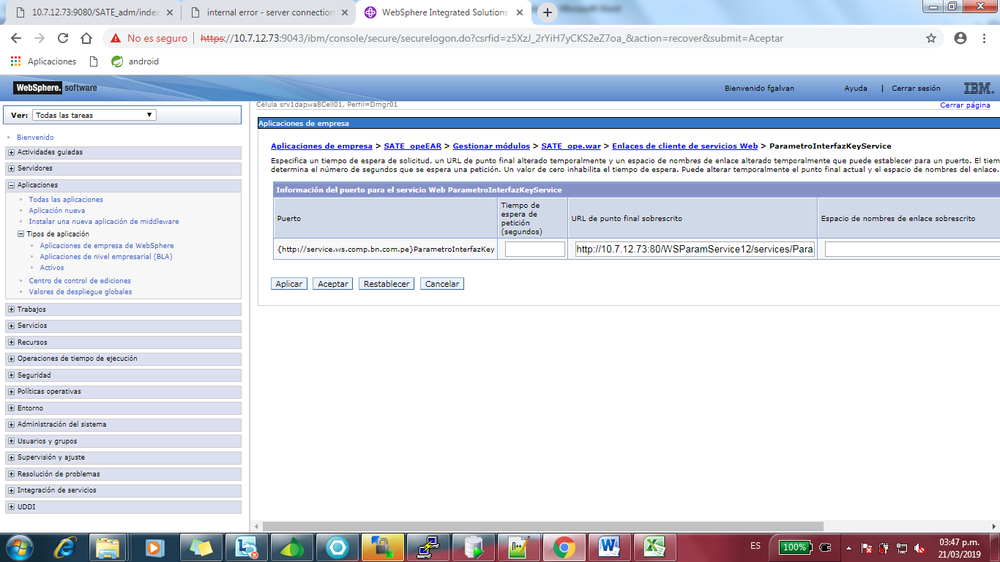 10.7.12.73:9080/SATE_adm/index
internal error - server connection
WebSphere Integrated Solutions
No es seguro
https://10.7.12.73:9043/ibm/console/secure/securelogon.do?csrfid=z5XzJ_2rYiH7yCKS2eZ7oa_&action=recover&submit=Aceptar
Aplicaciones
android
WebSphere. software
Bienvenido fgalvan
Ayuda
Cerrar sesión
IBM.
Ver: Todas las tareas
Bienvenido
Actividades guiadas
Servidores
Aplicaciones
Todas las aplicaciones
Aplicación nueva
Instalar una nueva aplicación de middleware
Tipos de aplicación
Aplicaciones de empresa de WebSphere
Aplicaciones de nivel empresarial (BLA)
Activos
Centro de control de ediciones
Valores de despliegue globales
Trabajos
Servicios
Recursos
Operaciones de tiempo de ejecución
Seguridad
Políticas operativas
Entorno
Administración del sistema
Usuarios y grupos
Supervisión y ajuste
Resolución de problemas
Integración de servicios
UDDI
Célula srv1dapwa8Cell01, Perfil=Dmgr01
Cerrar página
Aplicaciones de empresa
Aplicaciones de empresa > SATE_opeEAR > Gestionar módulos > SATE_ope.war > Enlaces de cliente de servicios Web > ParametroInterfazKeyService
Especifica un tiempo de espera de solicitud, un URL de punto final alterado temporalmente y un espacio de nombres de enlace alterado temporalmente que puede establecer para un puerto. El tiem
determina el número de segundos que se espera una petición. Un valor de cero inhabilita el tiempo de espera. Puede alterar temporalmente el punto final actual y el espacio de nombres del enlace.
Información del puerto para el servicio Web ParametroInterfazKeyService
Puerto
Tiempo de
espera de
petición
(segundos)
URL de punto final sobrescrito
Espacio de nombres de enlace sobrescrito
{http://service.ws.comp.bn.com.pe}ParametroInterfazKey
http://10.7.12.73:80/WSParamService12/services/Para
Aplicar
Aceptar
Restablecer
Cancelar
ES
100%
03:47 p.m.
21/03/2019